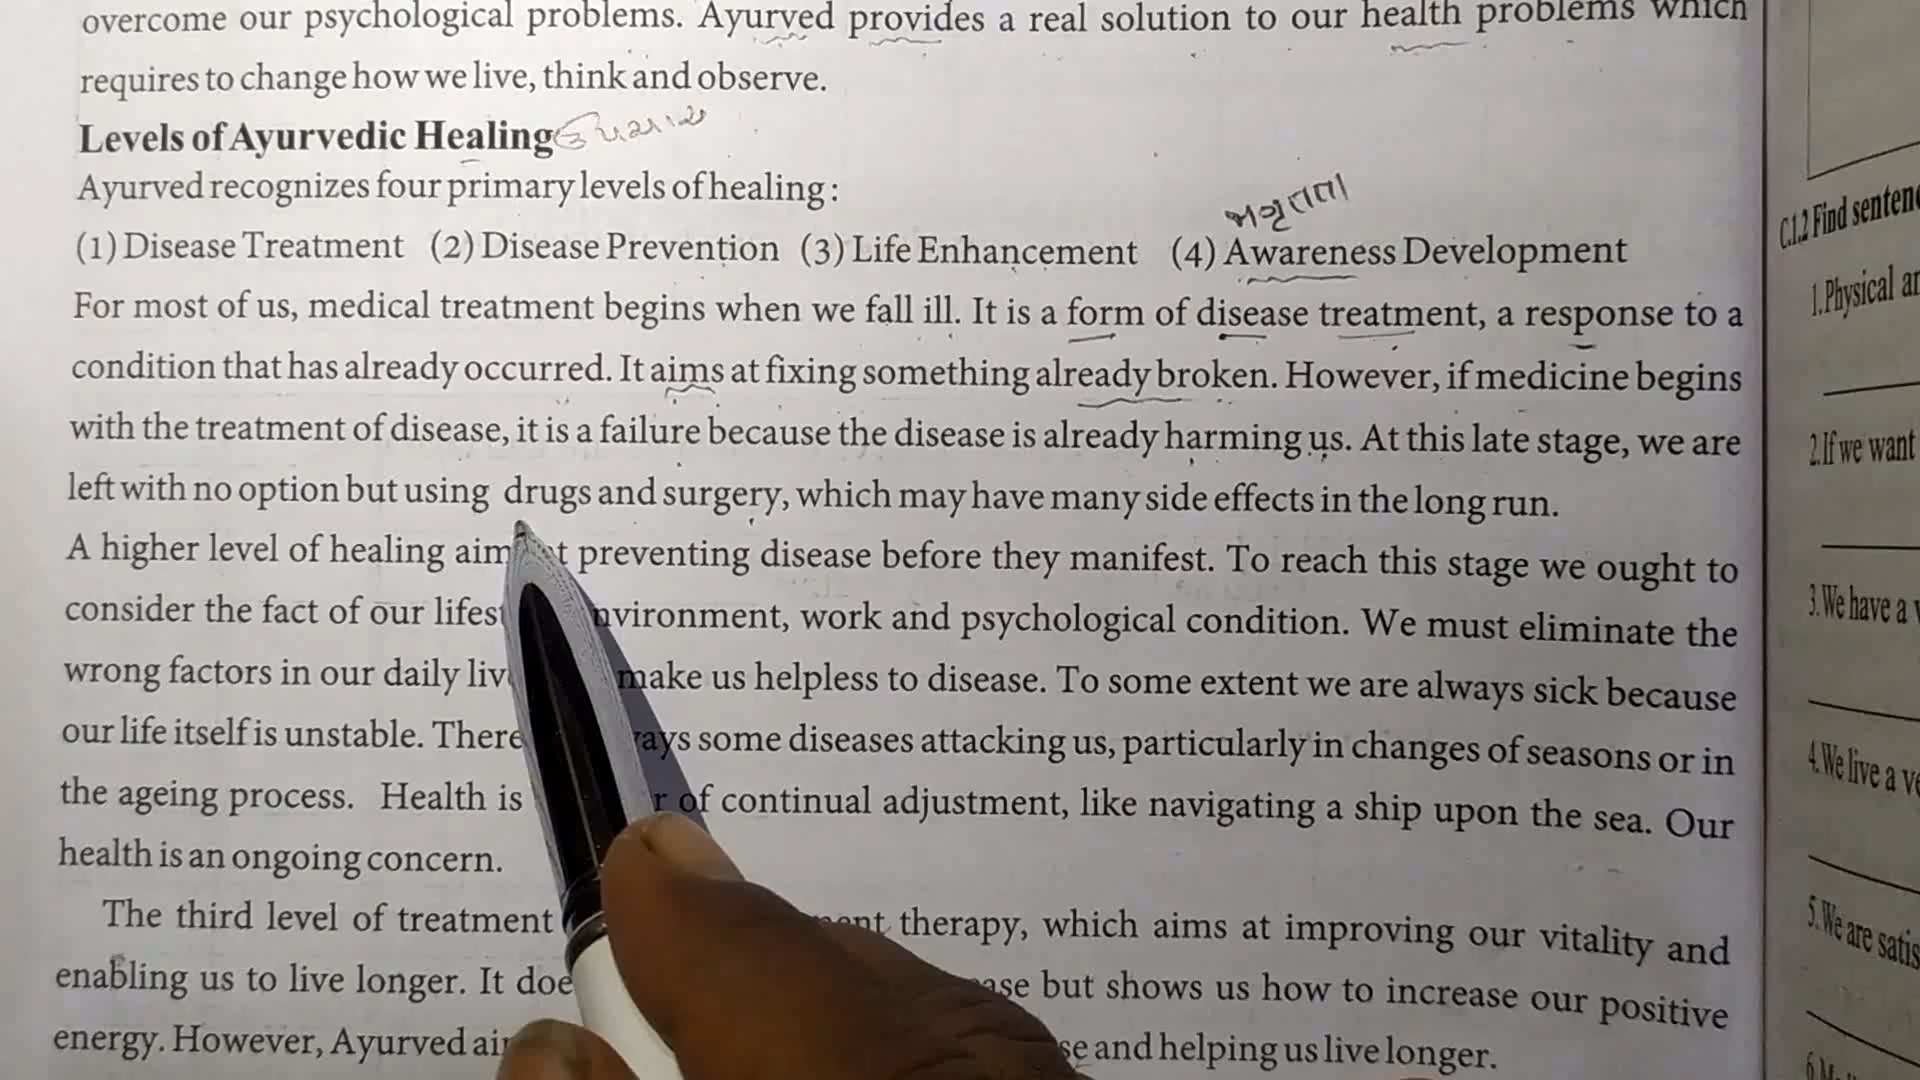 overcome our psychological problems. Ayurved provides a real solution to our health problems which
requires to change how we live, think and observe.
Levels of Ayurvedic Healing
Ayurved recognizes four primary levels of healing :
જાગૃતતા
(1) Disease Treatment (2) Disease Prevention (3) Life Enhancement (4) Awareness Development
For most of us, medical treatment begins when we fall ill. It is a form of disease treatment, a response to a
condition that has already occurred. It aims at fixing something already broken. However, if medicine begins
with the treatment of disease, it is a failure because the disease is already harming us. At this late stage, we are
left with no option but using drugs and surgery, which may have many side effects in the long run.
A higher level of healing preventing disease before they manifest. To reach this stage we ought to
consider the fact of our work and psychological condition. We must eliminate the
wrong factors in our daily make us helpless to disease. To some extent we are always sick because
our life itself is unstable. There some diseases attacking us, particularly in changes of seasons or in
the ageing process. Health is of continual adjustment, like navigating a ship upon the sea. Our
health is an ongoing concern.
The third level of treatment therapy, which aims at improving our vitality and
enabling us to live longer. It but shows us how to increase our positive
energy. However, Ayurved and helping us live longer.
C.1.2 Find
1. Physical
2. If we want
3. We have a
4. We live a
5. We are